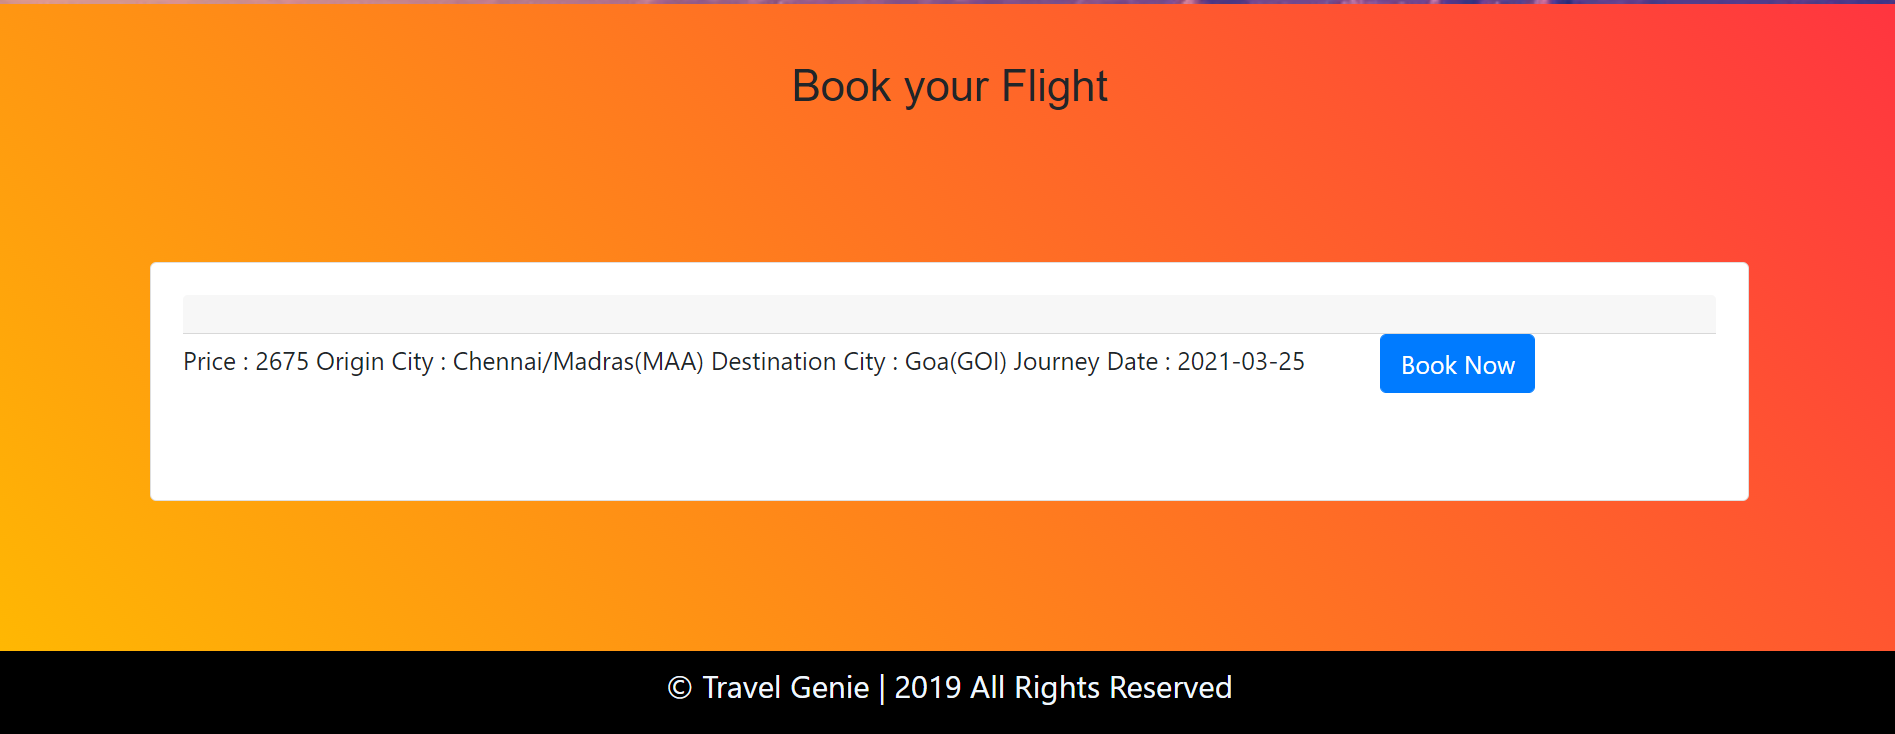 Book your Flight
Price : 2675 Origin City : Chennai/Madras(MAA) Destination City : Goa(GOI) Journey Date : 2021-03-25
Book Now
© Travel Genie | 2019 All Rights Reserved